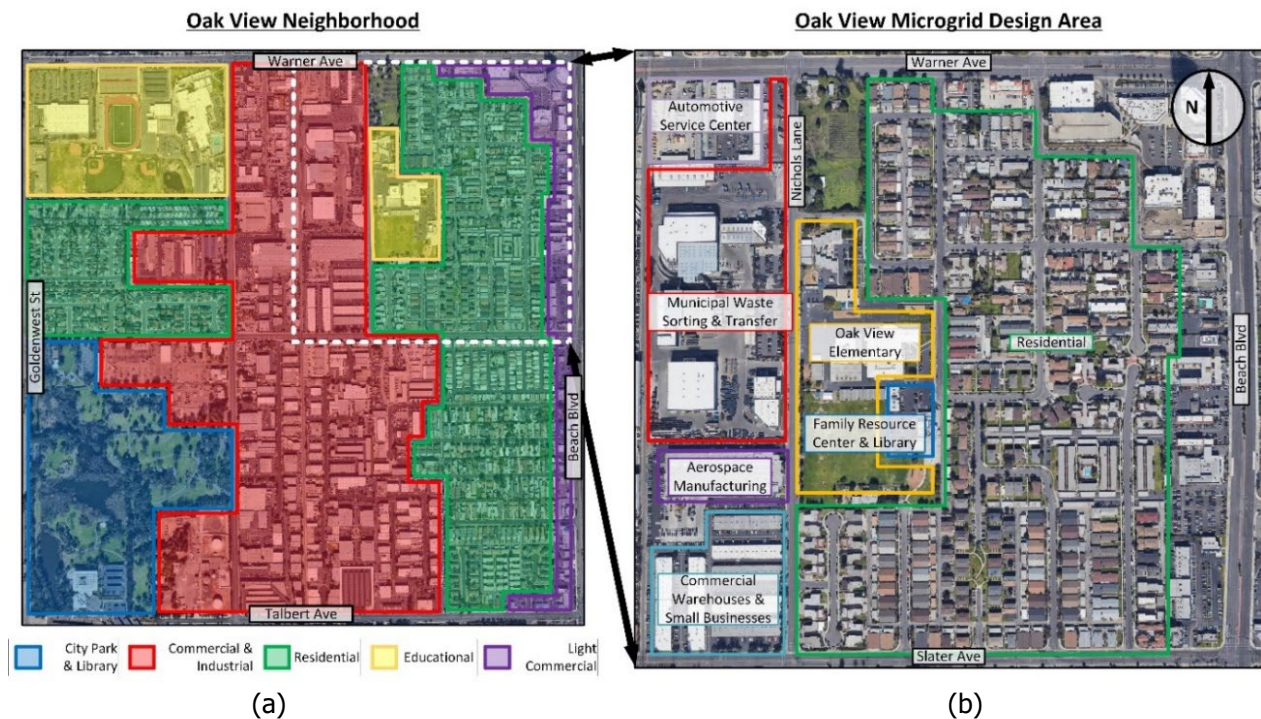 Oak View Neighborhood
Warner Ave
Goldenwest St
Beach Blvd
Talbert Ave
City Park
& Library
Commercial &
Industrial
Residential
Educational
Light
Commercial
(a)
Oak View Microgrid Design Area
Warner Ave
N
Automotive
Service Center
Nichols Lane
Municipal Waste
Sorting & Transfer
Oak View
Elementary
Residential
Beach Blvd
Family Resource
Center & Library
Aerospace
Manufacturing
Commercial
Warehouses &
Small Businesses
Slater Ave
(b)